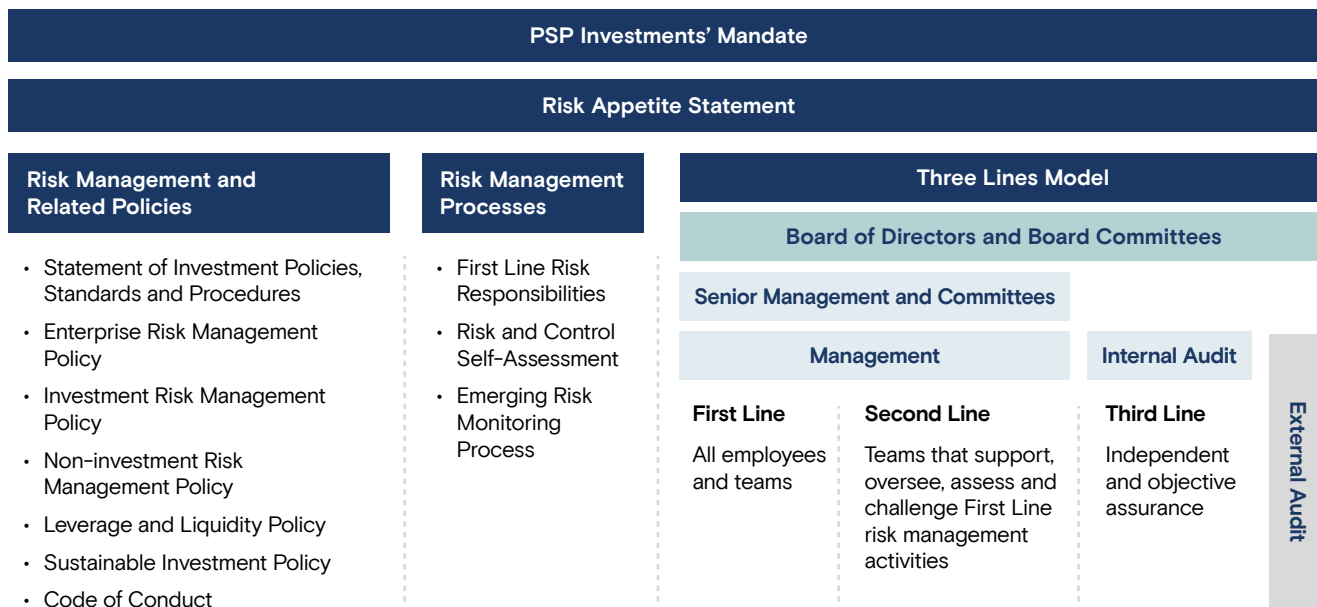 PSP Investments' Mandate
Risk Appetite Statement
Risk Management and
Related Policies
• Statement of Investment Policies,
Standards and Procedures
• Enterprise Risk Management
Policy
• Investment Risk Management
Policy
• Non-investment Risk
Management Policy
• Leverage and Liquidity Policy
• Sustainable Investment Policy
• Code of Conduct
Risk Management
Processes
• First Line Risk
Responsibilities
• Risk and Control
Self-Assessment
• Emerging Risk
Monitoring
Process
Three Lines Model
Board of Directors and Board Committees
Senior Management and Committees
Management
Internal Audit
First Line
All employees
and teams
Second Line
Teams that support,
oversee, assess and
challenge First Line
risk management
activities
Third Line
Independent
and objective
assurance
External Audit